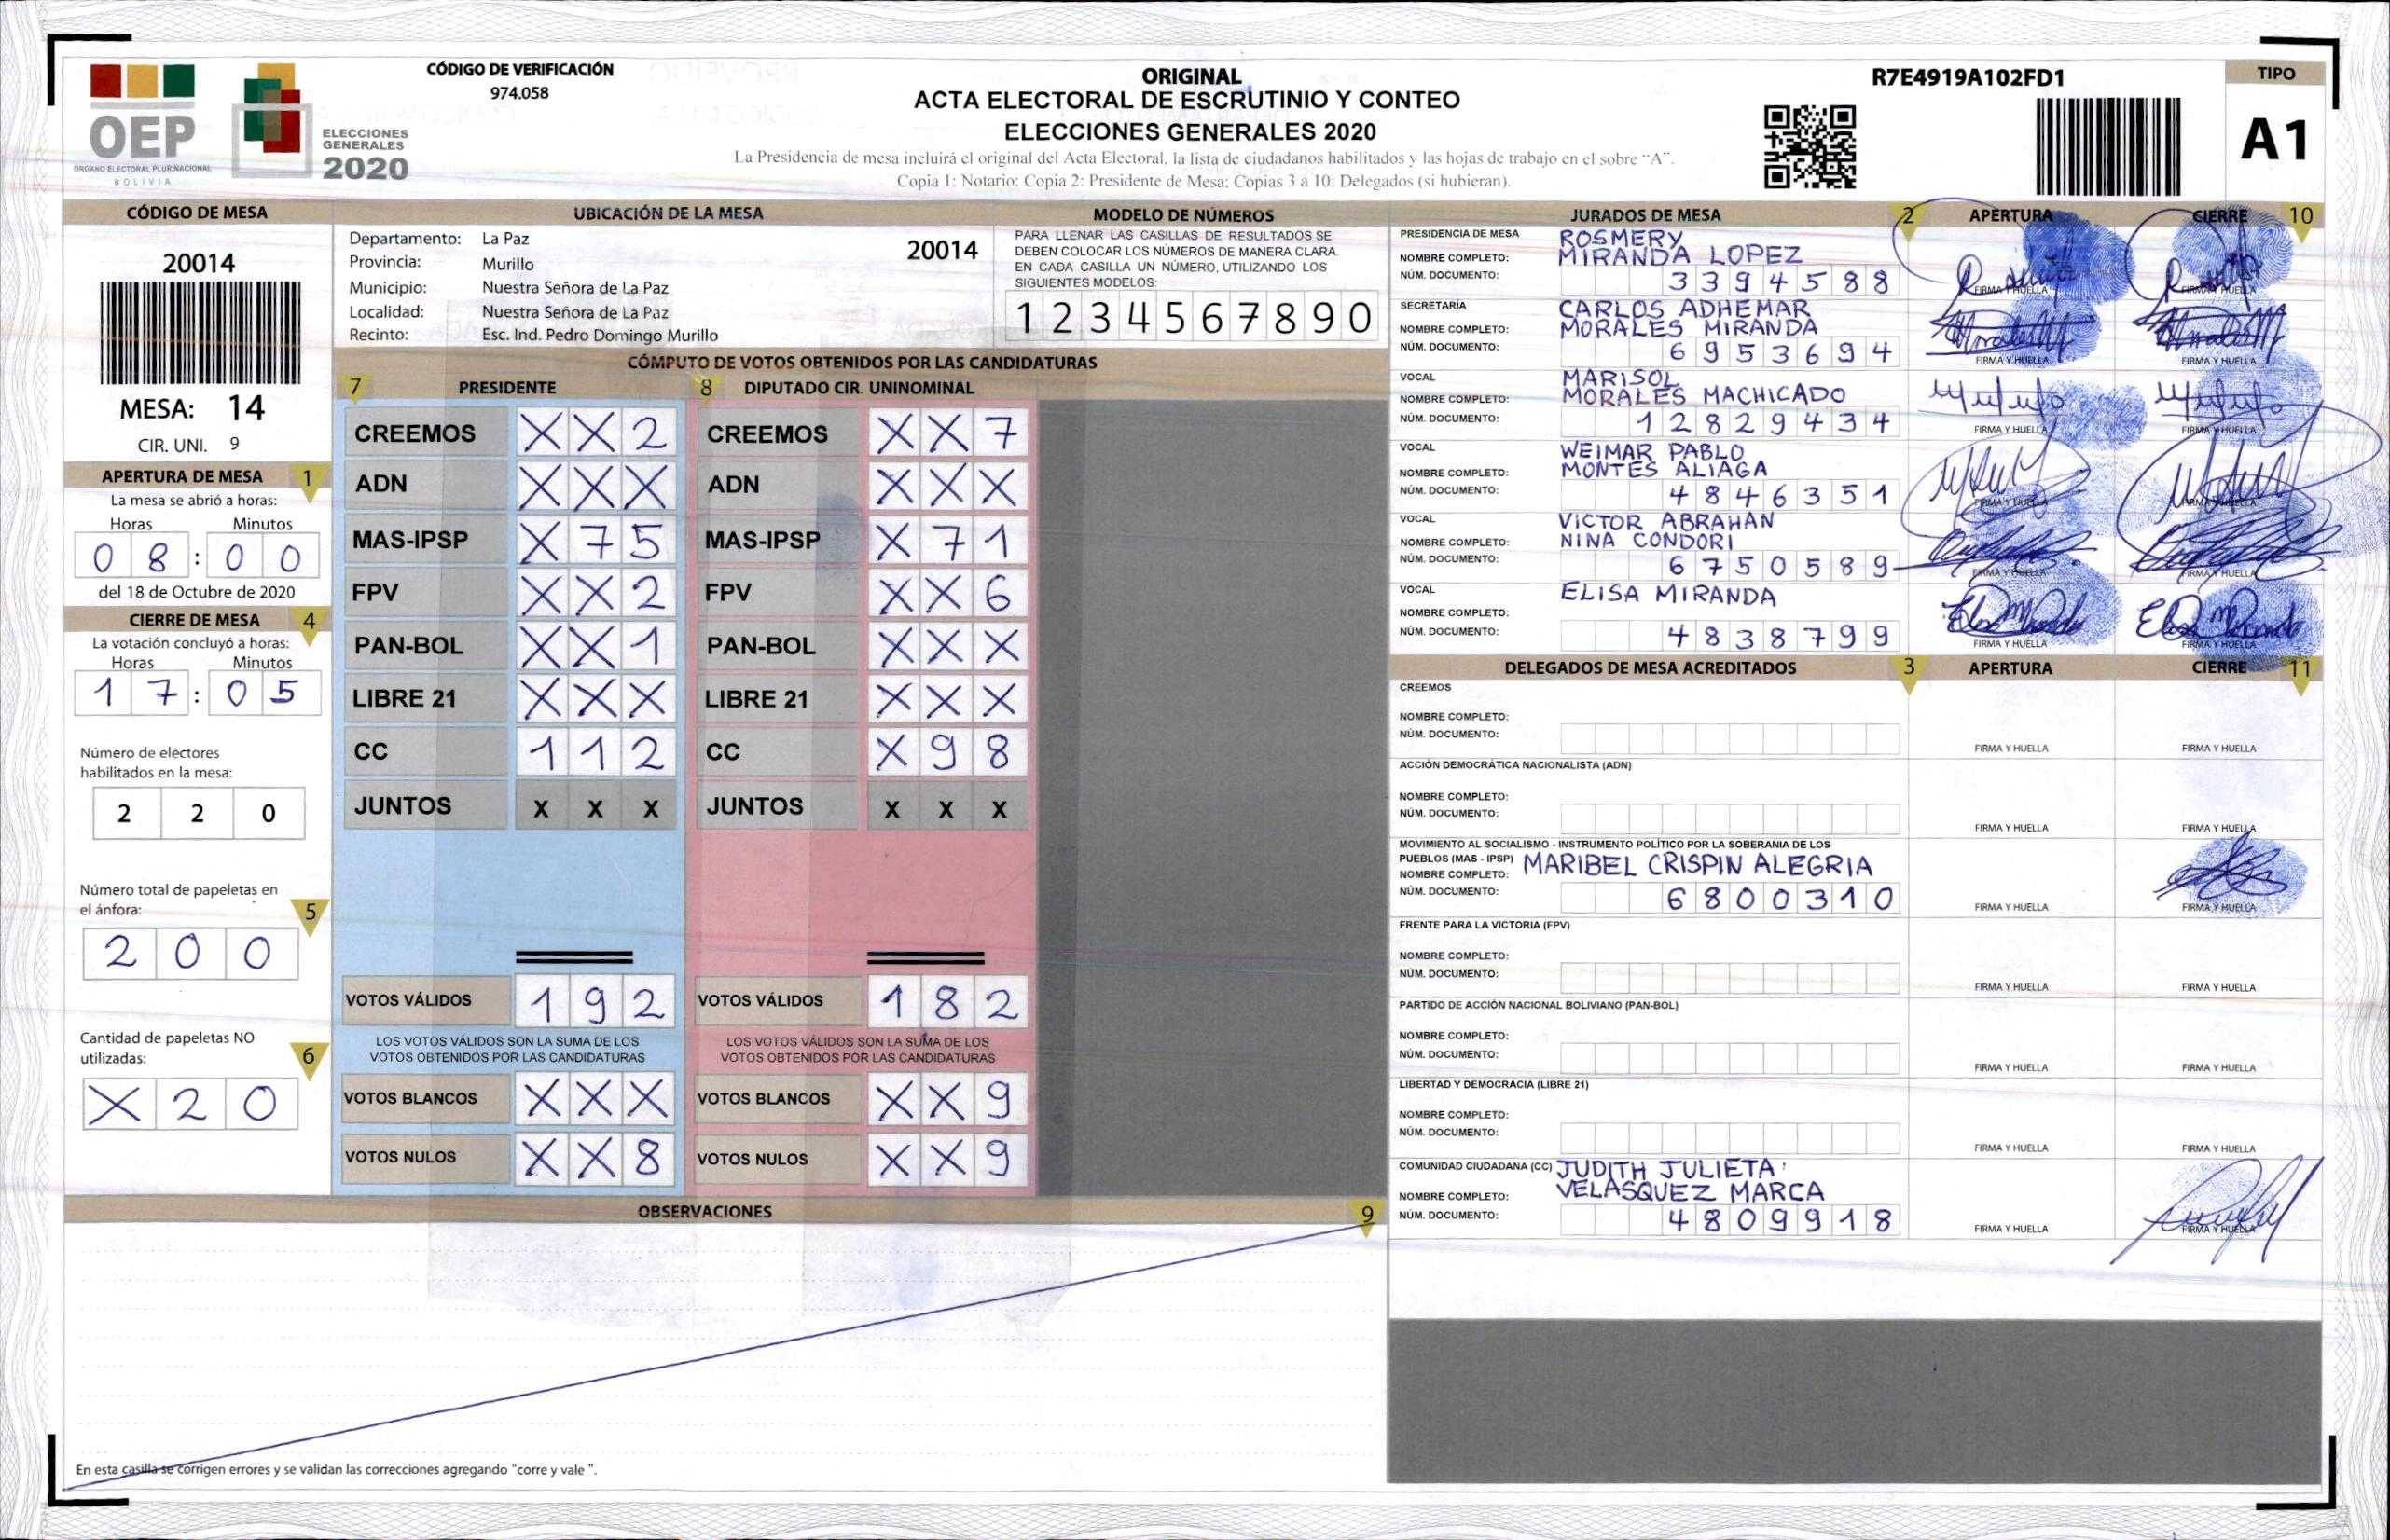 OEP
ÓRGANO ELECTORAL PLURINACIONAL
BOLIVIA
ELECCIONES
GENERALES
2020
CÓDIGO DE VERIFICACIÓN
974.058
ORIGINAL
ACTA ELECTORAL DE ESCRUTINIO Y CONTEO
ELECCIONES GENERALES 2020
La Presidencia de mesa incluirá el original del Acta Electoral, la lista de ciudadanos habilitados y las hojas de trabajo en el sobre "A".
Copia 1: Notario: Copia 2: Presidente de Mesa: Copias 3 a 10: Delegados (si hubieran).
R7E4919A102FD1
TIPO
A1
CÓDIGO DE MESA
20014
MESA: 14
CIR. UNI. 9
APERTURA DE MESA 1
La mesa se abrió a horas:
Horas Minutos
0 8 : 0 0
del 18 de Octubre de 2020
CIERRE DE MESA 4
La votación concluyó a horas:
Horas Minutos
1 7 : 0 5
Número de electores
habilitados en la mesa:
2 2 0
Número total de papeletas en
el ánfora: 5
2 0 0
Cantidad de papeletas NO
utilizadas: 6
X 2 0
UBICACIÓN DE LA MESA
Departamento: La Paz 20014
Provincia: Murillo
Municipio: Nuestra Señora de La Paz
Localidad: Nuestra Señora de La Paz
Recinto: Esc. Ind. Pedro Domingo Murillo
MODELO DE NÚMEROS
PARA LLENAR LAS CASILLAS DE RESULTADOS SE
DEBEN COLOCAR LOS NÚMEROS DE MANERA CLARA.
EN CADA CASILLA UN NÚMERO, UTILIZANDO LOS
SIGUIENTES MODELOS:
1 2 3 4 5 6 7 8 9 0
CÓMPUTO DE VOTOS OBTENIDOS POR LAS CANDIDATURAS
7 PRESIDENTE 8 DIPUTADO CIR. UNINOMINAL
CREEMOS X X 2 CREEMOS X X 7
ADN X X X ADN X X X
MAS-IPSP X 7 5 MAS-IPSP X 7 1
FPV X X 2 FPV X X 6
PAN-BOL X X 1 PAN-BOL X X X
LIBRE 21 X X X LIBRE 21 X X X
CC 1 1 2 CC X 9 8
JUNTOS X X X JUNTOS X X X
VOTOS VÁLIDOS 1 9 2 VOTOS VÁLIDOS 1 8 2
LOS VOTOS VÁLIDOS SON LA SUMA DE LOS LOS VOTOS VÁLIDOS SON LA SUMA DE LOS
VOTOS OBTENIDOS POR LAS CANDIDATURAS VOTOS OBTENIDOS POR LAS CANDIDATURAS
VOTOS BLANCOS X X X VOTOS BLANCOS X X 9
VOTOS NULOS X X 8 VOTOS NULOS X X 9
OBSERVACIONES 9
En esta casilla se corrigen errores y se validan las correcciones agregando "corre y vale ".
JURADOS DE MESA 2 APERTURA CIERRE 10
PRESIDENCIA DE MESA ROSMERY
NOMBRE COMPLETO: MIRANDA LOPEZ
NÚM. DOCUMENTO: 3 3 9 4 5 8 8 FIRMA Y HUELLA FIRMA Y HUELLA
SECRETARÍA CARLOS ADHEMAR
NOMBRE COMPLETO: MORALES MIRANDA
NÚM. DOCUMENTO: 6 9 5 3 6 9 4 FIRMA Y HUELLA FIRMA Y HUELLA
VOCAL MARISOL
NOMBRE COMPLETO: MORALES MACHICADO
NÚM. DOCUMENTO: 1 2 8 2 9 4 3 4 FIRMA Y HUELLA FIRMA Y HUELLA
VOCAL WEIMAR PABLO
NOMBRE COMPLETO: MONTES ALIAGA
NÚM. DOCUMENTO: 4 8 4 6 3 5 1 FIRMA Y HUELLA FIRMA Y HUELLA
VOCAL VICTOR ABRAHAN
NOMBRE COMPLETO: NINA CONDORI
NÚM. DOCUMENTO: 6 7 5 0 5 8 9 FIRMA Y HUELLA FIRMA Y HUELLA
VOCAL ELISA MIRANDA
NOMBRE COMPLETO:
NÚM. DOCUMENTO: 4 8 3 8 7 9 9 FIRMA Y HUELLA FIRMA Y HUELLA
DELEGADOS DE MESA ACREDITADOS 3 APERTURA CIERRE 11
CREEMOS
NOMBRE COMPLETO:
NÚM. DOCUMENTO: FIRMA Y HUELLA FIRMA Y HUELLA
ACCIÓN DEMOCRÁTICA NACIONALISTA (ADN)
NOMBRE COMPLETO:
NÚM. DOCUMENTO: FIRMA Y HUELLA FIRMA Y HUELLA
MOVIMIENTO AL SOCIALISMO - INSTRUMENTO POLÍTICO POR LA SOBERANIA DE LOS
PUEBLOS (MAS - IPSP) MARIBEL CRISPIN ALEGRIA
NOMBRE COMPLETO:
NÚM. DOCUMENTO: 6 8 0 0 3 1 0 FIRMA Y HUELLA FIRMA Y HUELLA
FRENTE PARA LA VICTORIA (FPV)
NOMBRE COMPLETO:
NÚM. DOCUMENTO: FIRMA Y HUELLA FIRMA Y HUELLA
PARTIDO DE ACCIÓN NACIONAL BOLIVIANO (PAN-BOL)
NOMBRE COMPLETO:
NÚM. DOCUMENTO: FIRMA Y HUELLA FIRMA Y HUELLA
LIBERTAD Y DEMOCRACIA (LIBRE 21)
NOMBRE COMPLETO:
NÚM. DOCUMENTO: FIRMA Y HUELLA FIRMA Y HUELLA
COMUNIDAD CIUDADANA (CC) JUDITH JULIETA
NOMBRE COMPLETO: VELASQUEZ MARCA
NÚM. DOCUMENTO: 4 8 0 9 9 1 8 FIRMA Y HUELLA FIRMA Y HUELLA